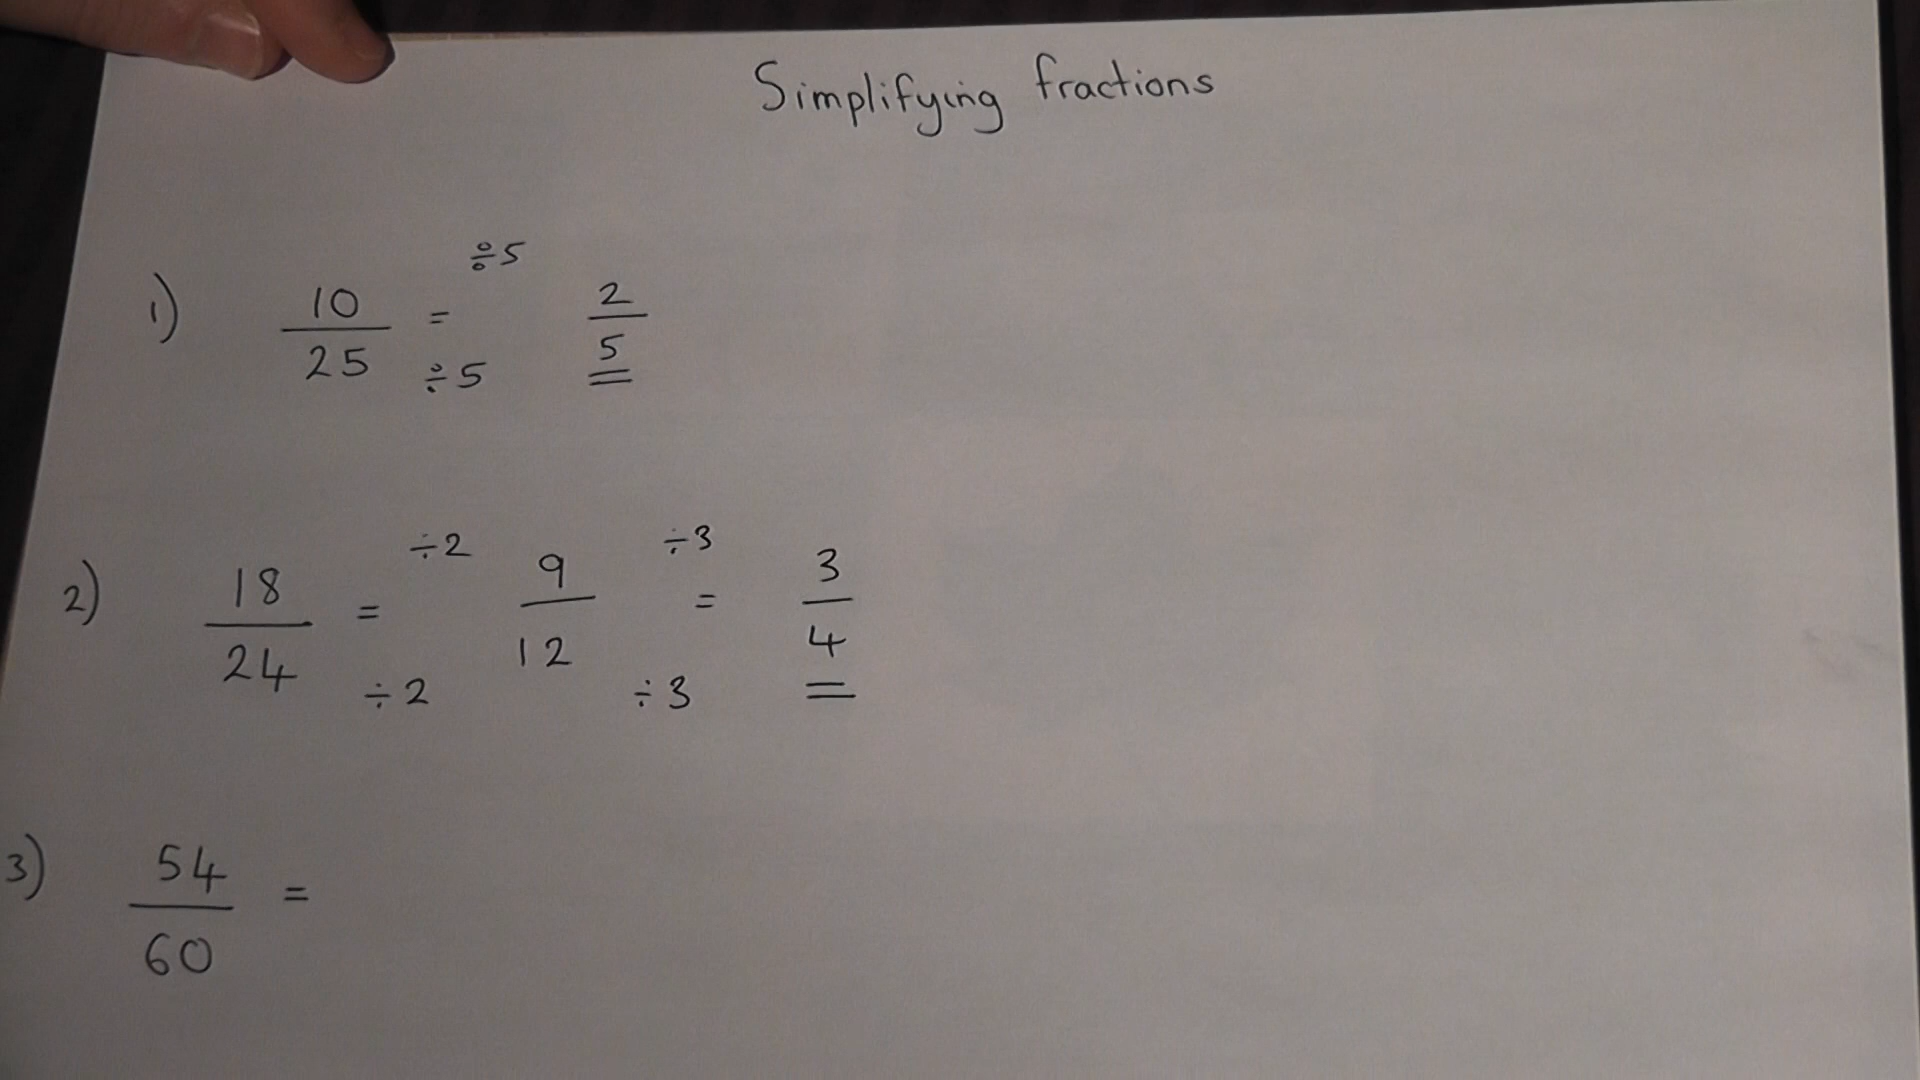 Simplifying fractions
÷5
1) 10/25 = 2/5
÷5
÷2 ÷3
2) 18/24 = 9/12 = 3/4
÷2 ÷3
3) 54/60 =